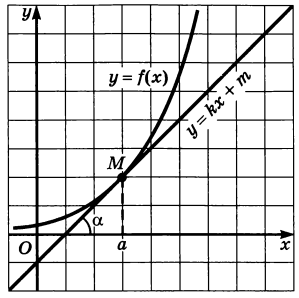 y
y = f(x)
y = kx + m
M
α
O
a
x